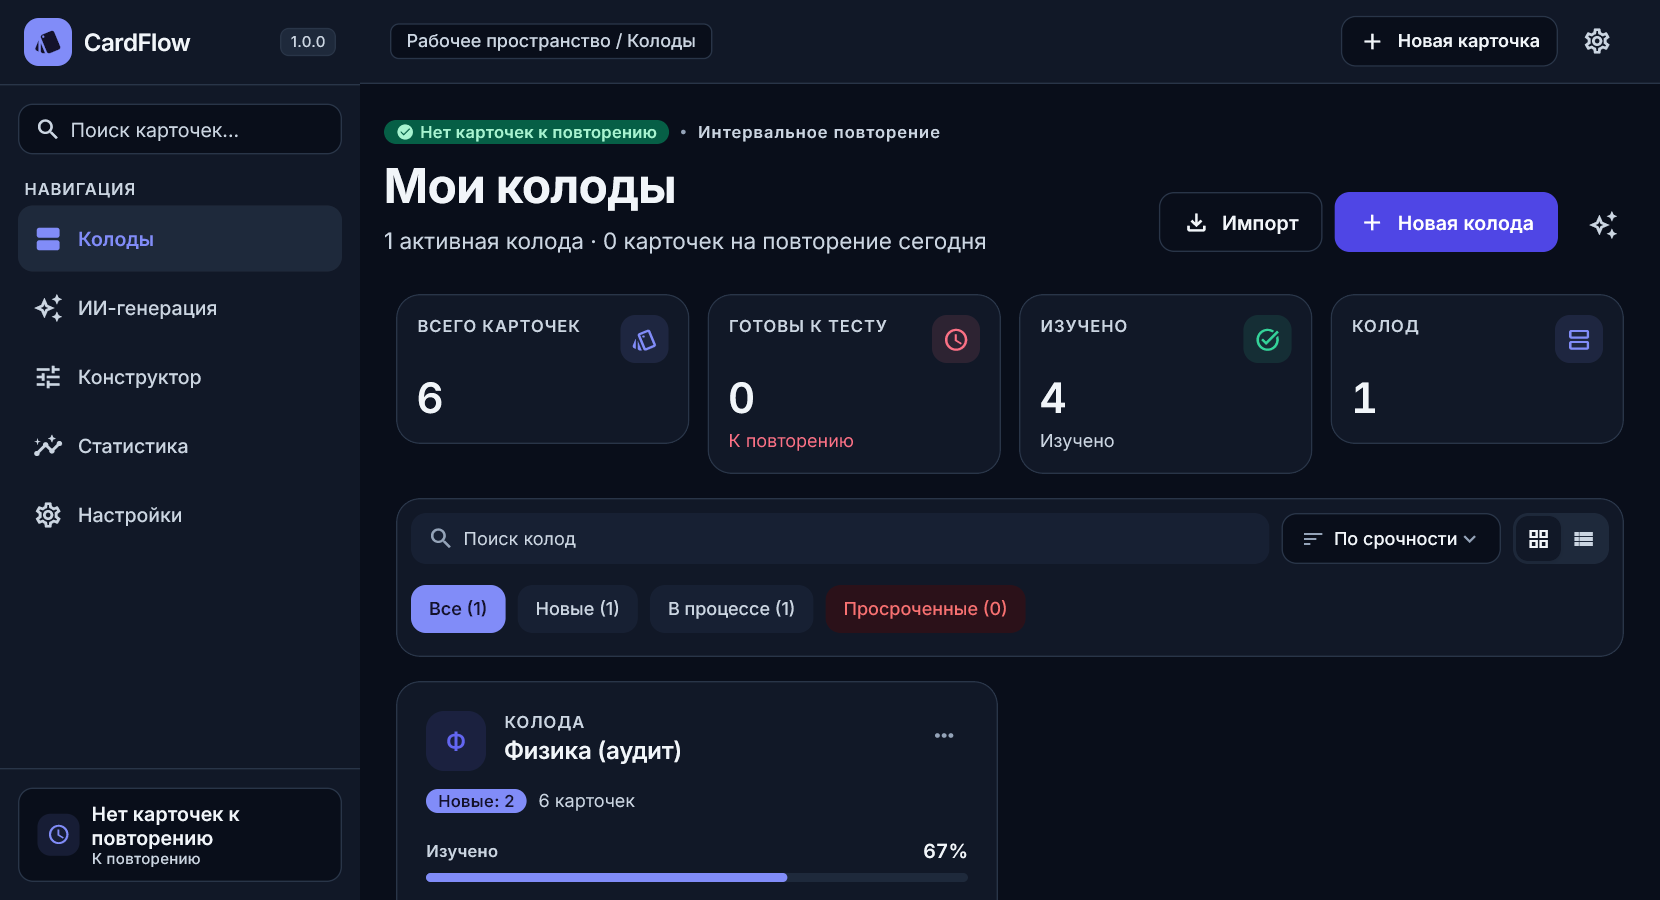 CardFlow
1.0.0
Рабочее пространство / Колоды
Новая карточка
Поиск карточек...
НАВИГАЦИЯ
Колоды
ИИ-генерация
Конструктор
Статистика
Настройки
Нет карточек к
повторению
К повторению
Нет карточек к повторению • Интервальное повторение
Мои колоды
1 активная колода · 0 карточек на повторение сегодня
Импорт
Новая колода
ВСЕГО КАРТОЧЕК
6
ГОТОВЫ К ТЕСТУ
0
К повторению
ИЗУЧЕНО
4
Изучено
КОЛОД
1
Поиск колод
По срочности
Все (1)
Новые (1)
В процессе (1)
Просроченные (0)
Ф
КОЛОДА
Физика (аудит)
Новые: 2
6 карточек
Изучено
67%